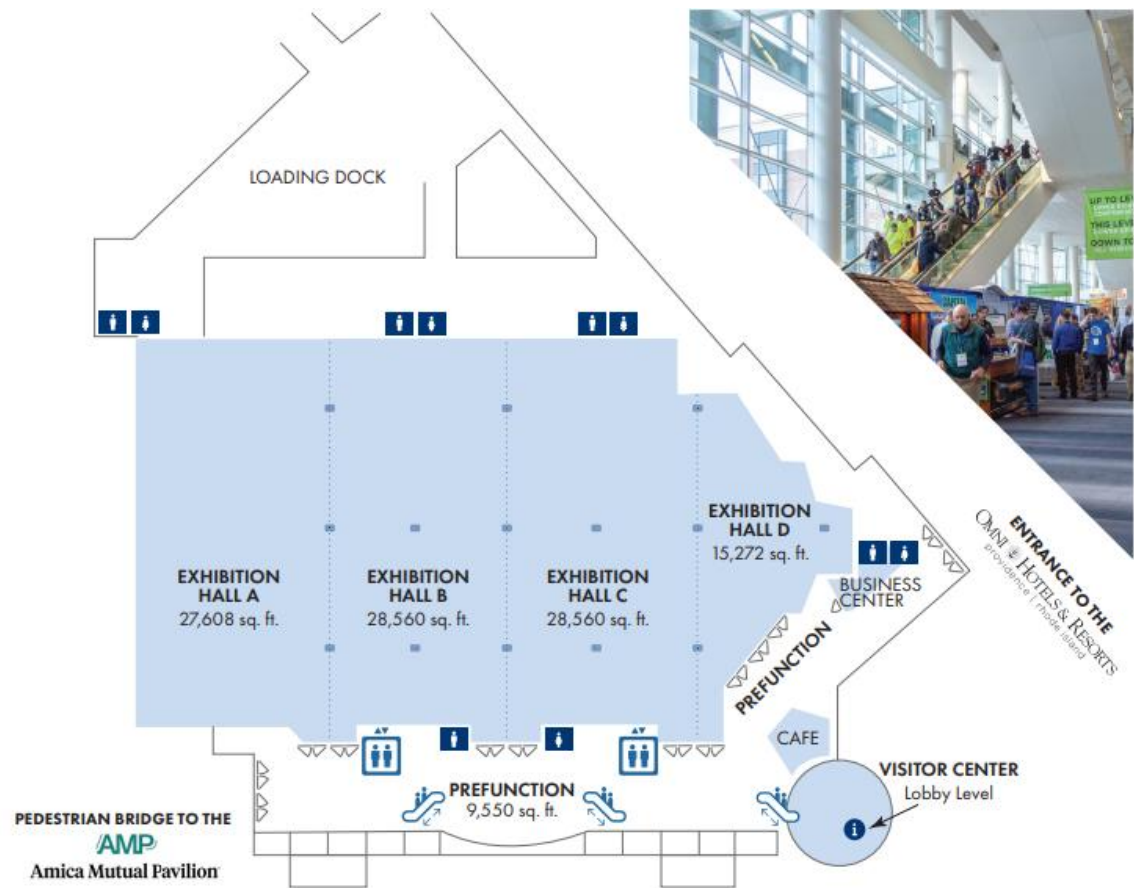 LOADING DOCK
UP TO LE
THIS LEVE
DOWN TO
EXHIBITION
HALL A
27,608 sq. ft.
EXHIBITION
HALL B
28,560 sq. ft.
EXHIBITION
HALL C
28,560 sq. ft.
EXHIBITION
HALL D
15,272 sq. ft.
BUSINESS
CENTER
ENTRANCE TO THE
OMNI HOTELS & RESORTS
providence | rhode island
PREFUNCTION
CAFE
VISITOR CENTER
Lobby Level
i
PREFUNCTION
9,550 sq. ft.
PEDESTRIAN BRIDGE TO THE
AMP
Amica Mutual Pavilion